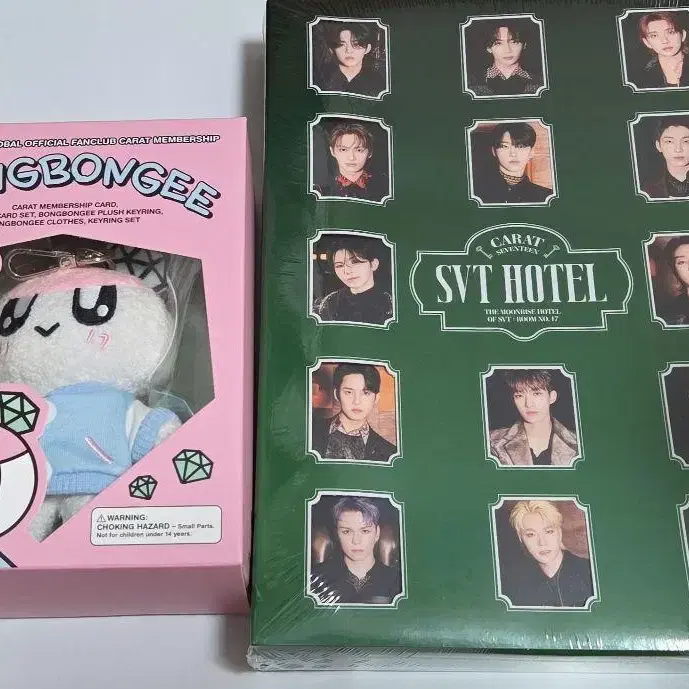 OBAL OFFICIAL FANCLUB CARAT MEMBERSHIP
NGBONGEE
CARAT MEMBERSHIP CARD,
CARD SET, BONGBONGEE PLUSH KEYRING,
NGBONGEE CLOTHES, KEYRING SET
WARNING:
CHOKING HAZARD – Small Parts.
Not for children under 14 years.
CARAT
SEVENTEEN
SVT HOTEL
THE MOONRISE HOTEL
OF SVT : ROOM NO. 17